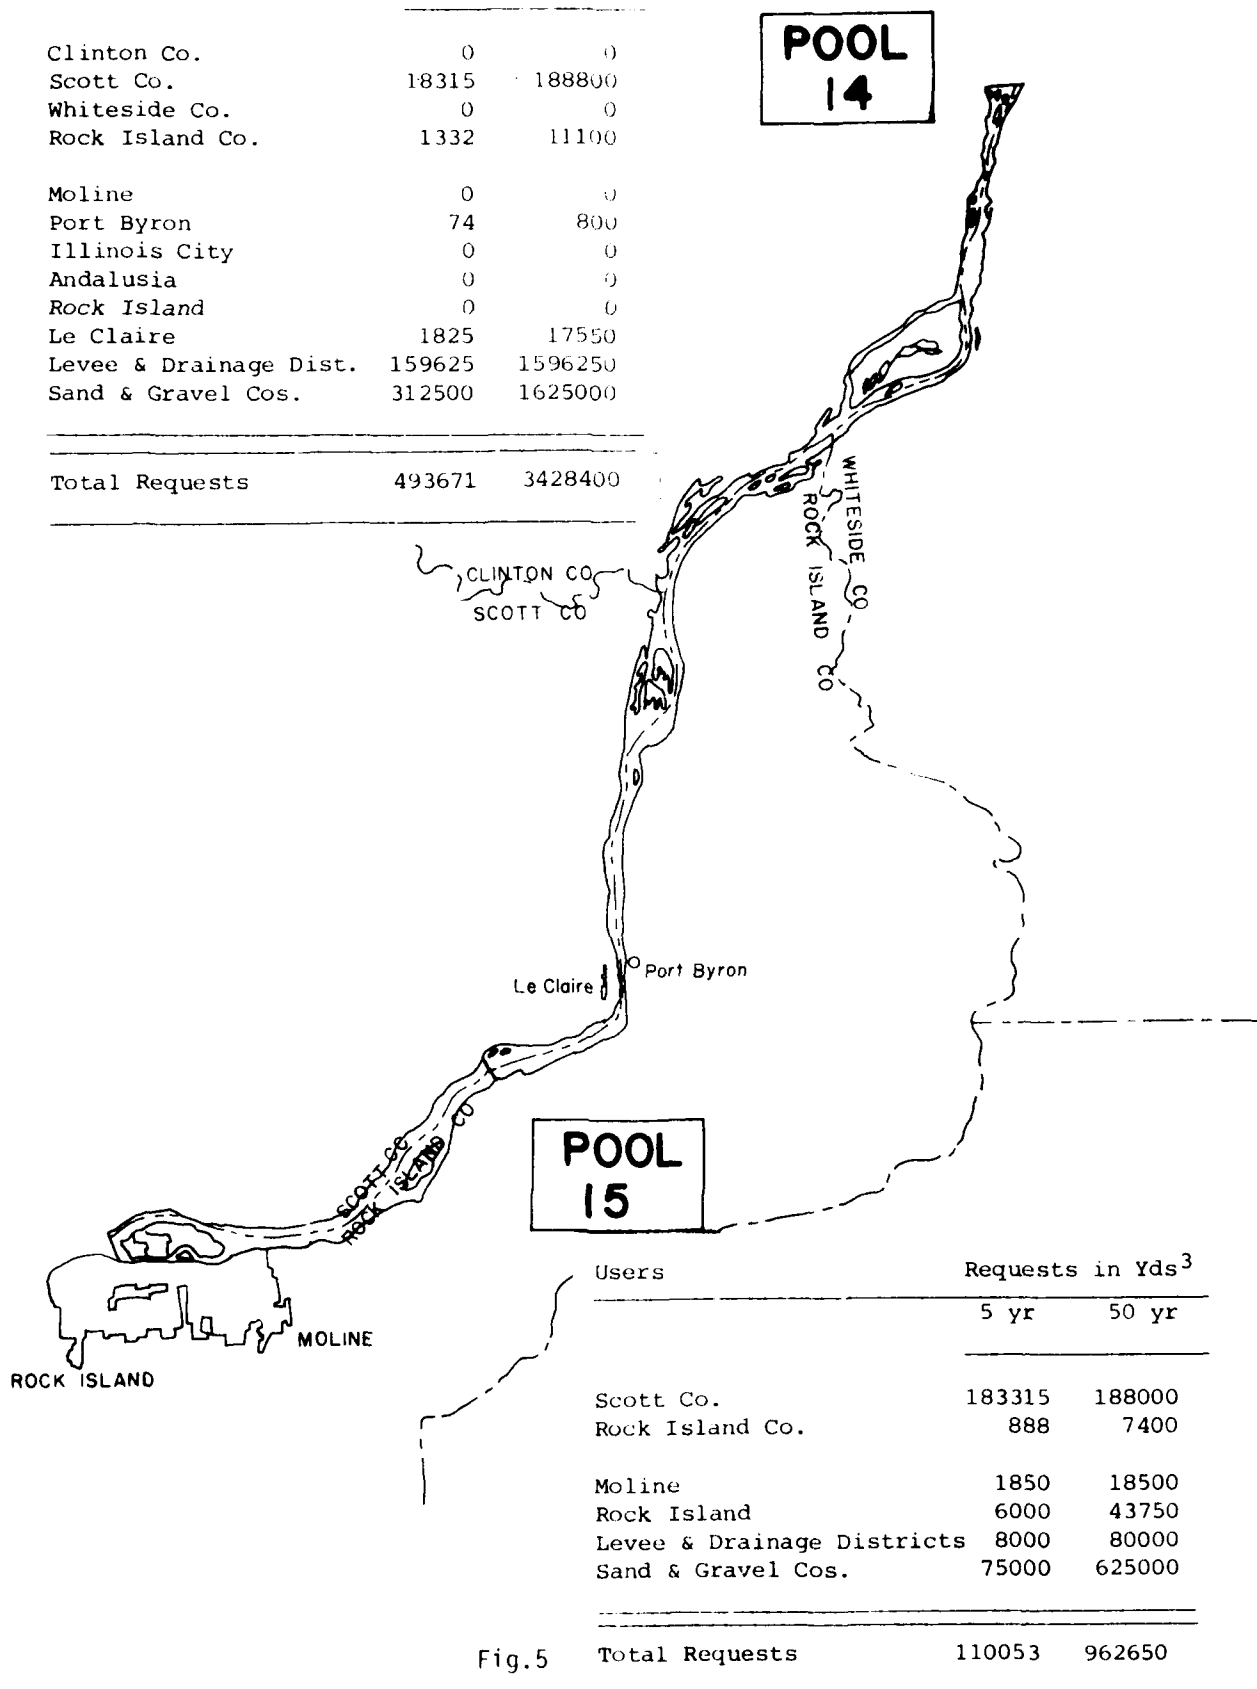 POOL
14
Clinton Co. 0 0
Scott Co. 18315 188800
Whiteside Co. 0 0
Rock Island Co. 1332 11100
Moline 0 0
Port Byron 74 800
Illinois City 0 0
Andalusia 0 0
Rock Island 0 0
Le Claire 1825 17550
Levee & Drainage Dist. 159625 1596250
Sand & Gravel Cos. 312500 1625000
Total Requests 493671 3428400
WHITESIDE CO
ROCK ISLAND CO
CLINTON CO
SCOTT CO
Le Claire
Port Byron
SCOTT CO
ROCK ISLAND CO
POOL
15
MOLINE
ROCK ISLAND
Users Requests in Yds3
5 yr 50 yr
Scott Co. 183315 188000
Rock Island Co. 888 7400
Moline 1850 18500
Rock Island 6000 43750
Levee & Drainage Districts 8000 80000
Sand & Gravel Cos. 75000 625000
Total Requests 110053 962650
Fig.5